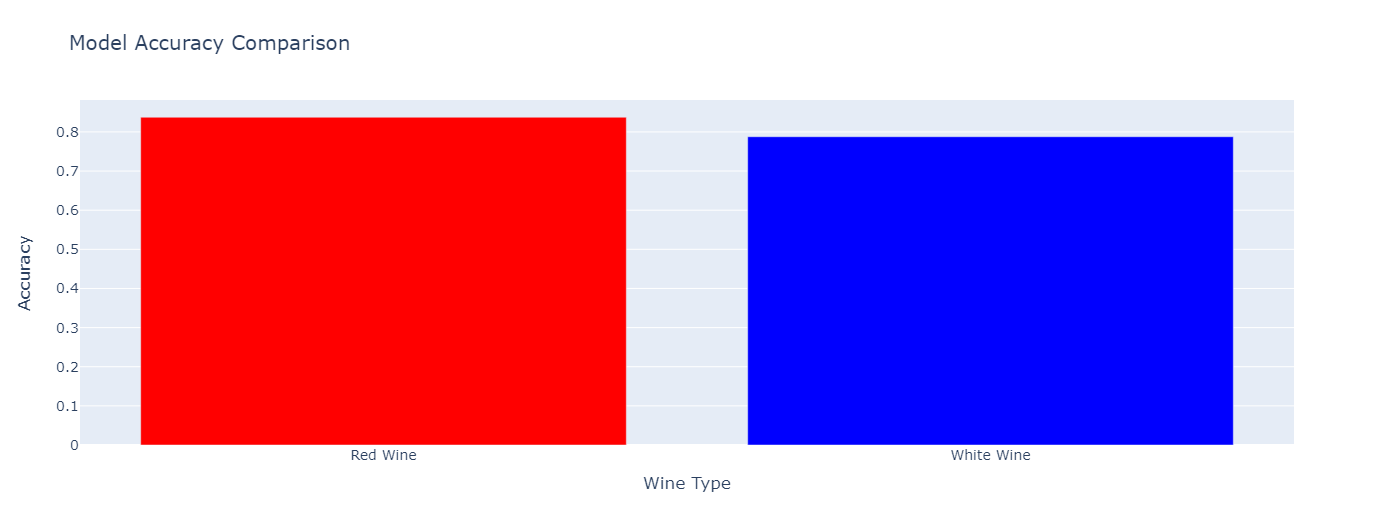 Model Accuracy Comparison
Accuracy
0.8
0.7
0.6
0.5
0.4
0.3
0.2
0.1
0
Red Wine
White Wine
Wine Type